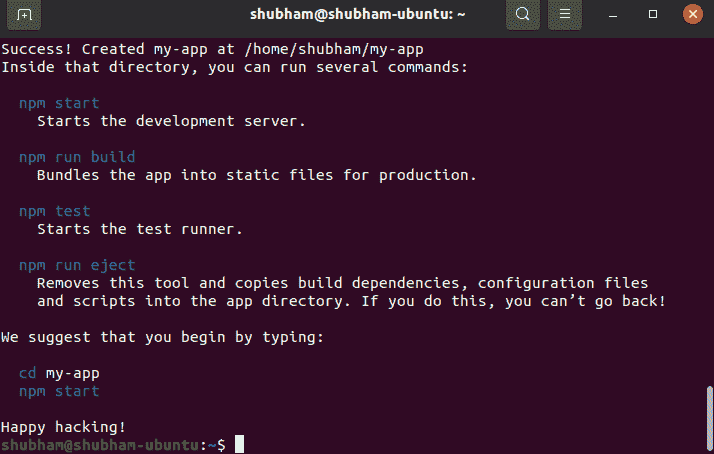 shubham@shubham-ubuntu: ~
Success! Created my-app at /home/shubham/my-app
Inside that directory, you can run several commands:
npm start
Starts the development server.
npm run build
Bundles the app into static files for production.
npm test
Starts the test runner.
npm run eject
Removes this tool and copies build dependencies, configuration files
and scripts into the app directory. If you do this, you can’t go back!
We suggest that you begin by typing:
cd my-app
npm start
Happy hacking!
shubham@shubham-ubuntu:~$